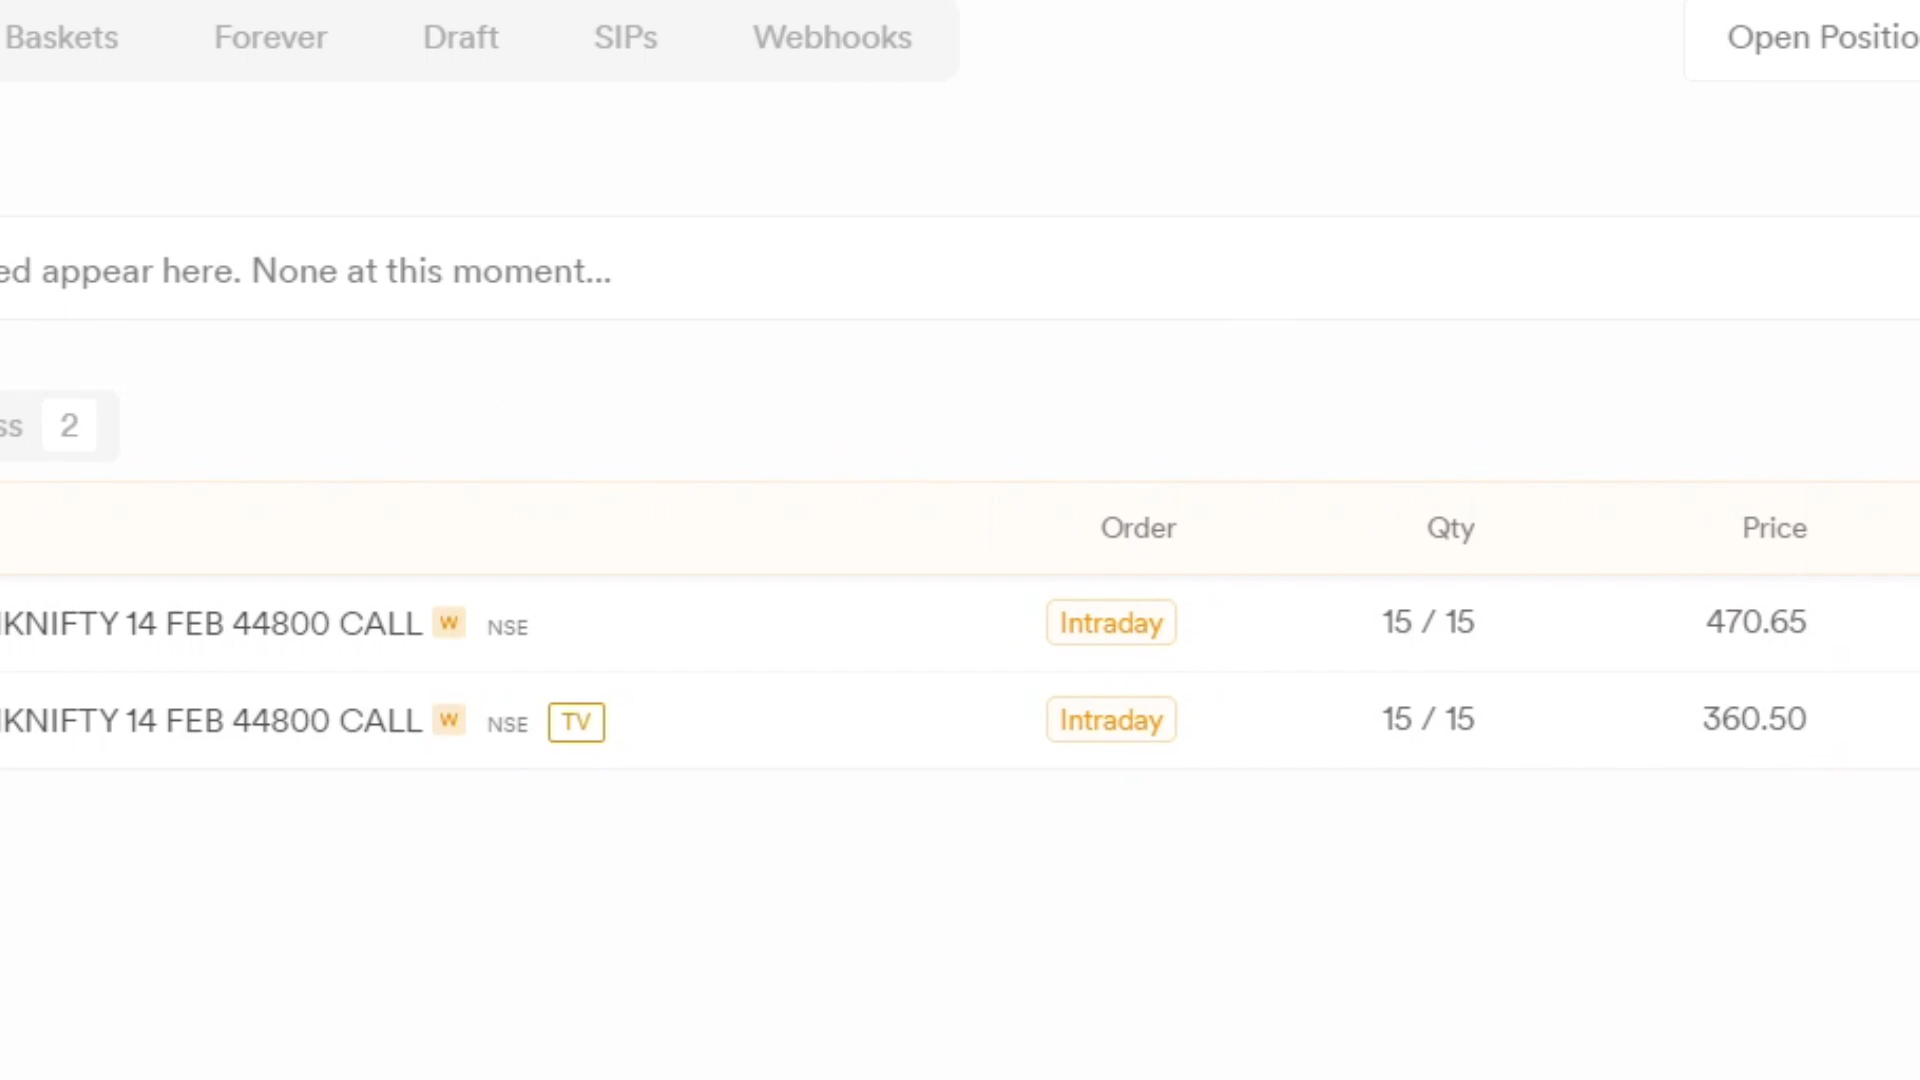 Baskets Forever Draft SIPs Webhooks Open Positio
ed appear here. None at this moment...
ss 2
Order Qty Price
KNIFTY 14 FEB 44800 CALL W NSE Intraday 15 / 15 470.65
KNIFTY 14 FEB 44800 CALL W NSE TV Intraday 15 / 15 360.50